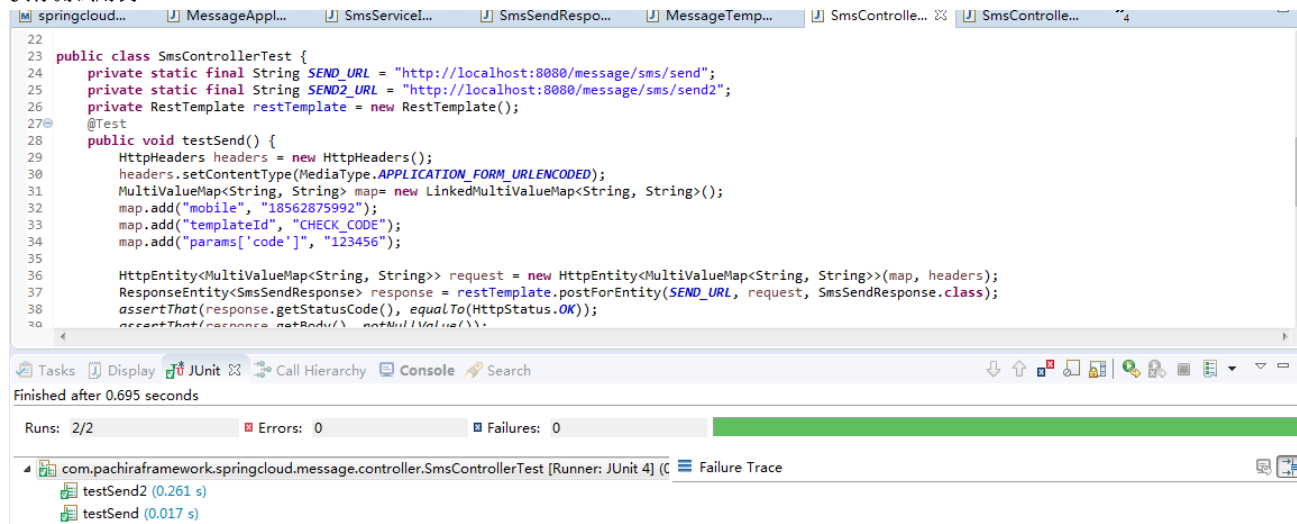 springcloud... MessageAppl... SmsServiceI... SmsSendRespo... MessageTemp... SmsControlle... SmsControlle... »4
22
23 public class SmsControllerTest {
24 private static final String SEND_URL = "http://localhost:8080/message/sms/send";
25 private static final String SEND2_URL = "http://localhost:8080/message/sms/send2";
26 private RestTemplate restTemplate = new RestTemplate();
27 @Test
28 public void testSend() {
29 HttpHeaders headers = new HttpHeaders();
30 headers.setContentType(MediaType.APPLICATION_FORM_URLENCODED);
31 MultiValueMap<String, String> map= new LinkedMultiValueMap<String, String>();
32 map.add("mobile", "18562875992");
33 map.add("templateId", "CHECK_CODE");
34 map.add("params['code']", "123456");
35
36 HttpEntity<MultiValueMap<String, String>> request = new HttpEntity<MultiValueMap<String, String>>(map, headers);
37 ResponseEntity<SmsSendResponse> response = restTemplate.postForEntity(SEND_URL, request, SmsSendResponse.class);
38 assertThat(response.getStatusCode(), equalTo(HttpStatus.OK));
39 assertThat(response.getBody(), notNullValue());
Tasks Display JUnit Call Hierarchy Console Search
Finished after 0.695 seconds
Runs: 2/2 Errors: 0 Failures: 0
com.pachiraframework.springcloud.message.controller.SmsControllerTest [Runner: JUnit 4] (0 Failure Trace
testSend2 (0.261 s)
testSend (0.017 s)